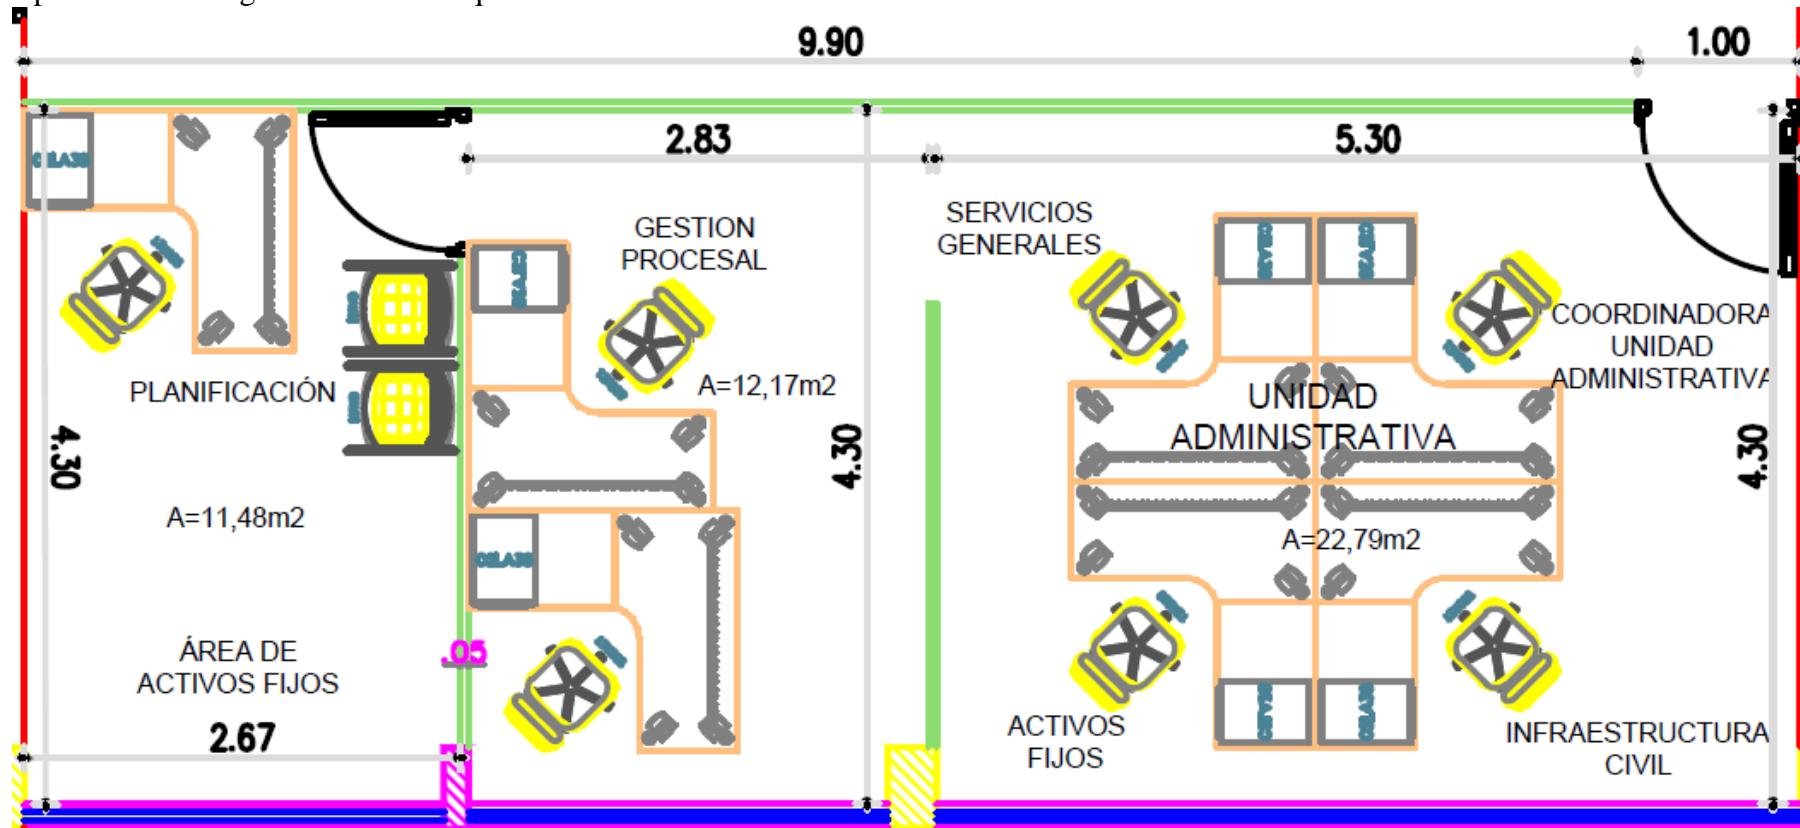 9.90
1.00
2.83
5.30
GESTION
PROCESAL
SERVICIOS
GENERALES
COORDINADORA
UNIDAD
ADMINISTRATIVA
PLANIFICACIÓN
A=12,17m2
UNIDAD
ADMINISTRATIVA
4.30
4.30
4.30
A=11,48m2
A=22,79m2
ÁREA DE
ACTIVOS FIJOS
.05
2.67
ACTIVOS
FIJOS
INFRAESTRUCTURA
CIVIL